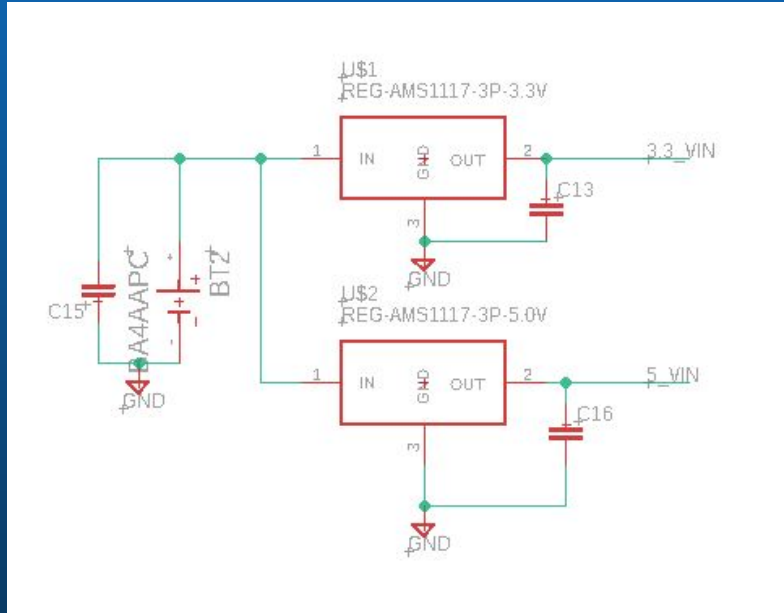 U$1
REG-AMS1117-3P-3.3V
1
IN
GND
OUT
2
3.3_VIN
C13
3
GND
BT2
BA4AAPC
C15
GND
U$2
REG-AMS1117-3P-5.0V
1
IN
GND
OUT
2
5_VIN
C16
3
GND